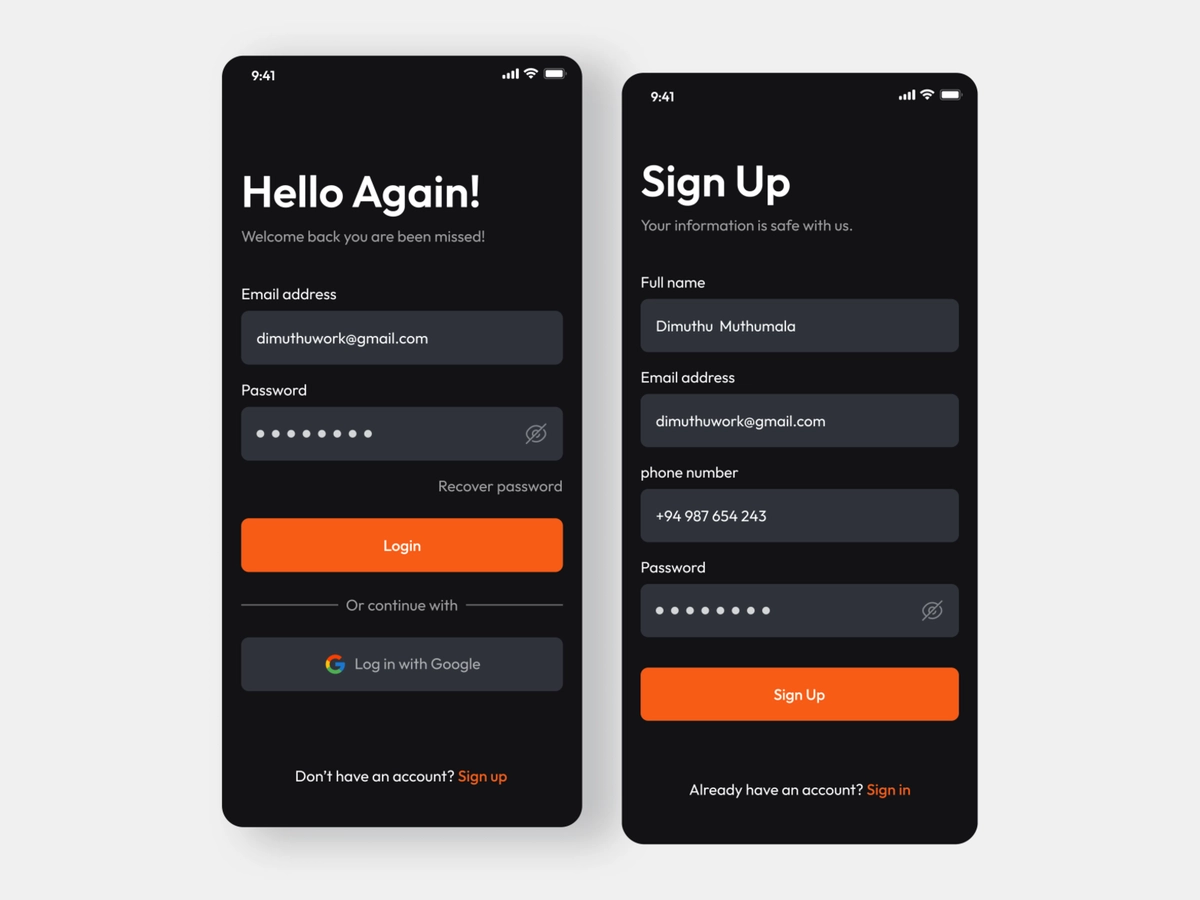 9:41
Hello Again!
Welcome back you are been missed!
Email address
dimuthuwork@gmail.com
Password
Recover password
Login
Or continue with
Log in with Google
Don't have an account? Sign up
9:41
Sign Up
Your information is safe with us.
Full name
Dimuthu  Muthumala
Email address
dimuthuwork@gmail.com
phone number
+94 987 654 243
Password
Sign Up
Already have an account? Sign in